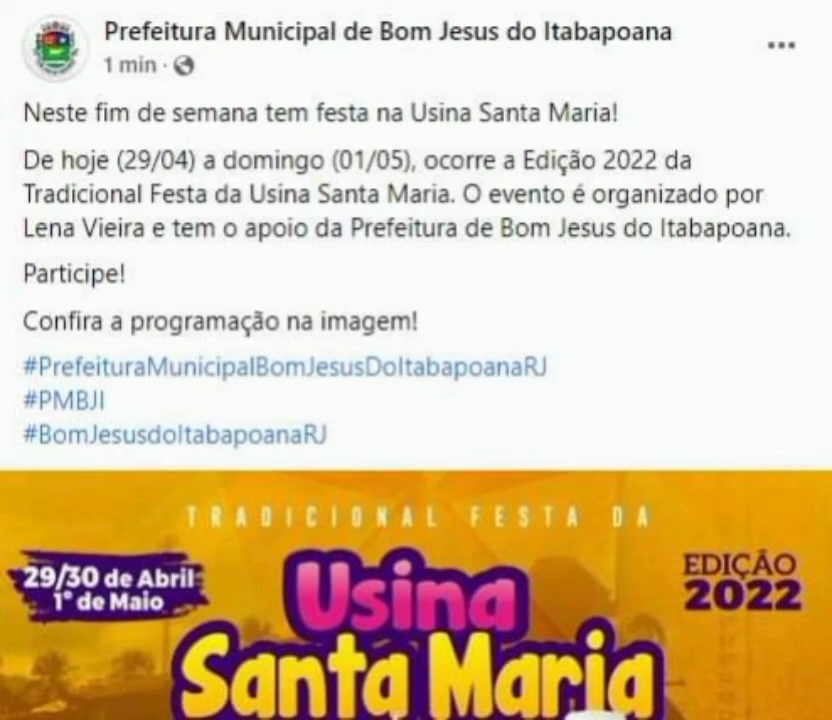 Prefeitura Municipal de Bom Jesus do Itabapoana
1 min ·
Neste fim de semana tem festa na Usina Santa Maria!
De hoje (29/04) a domingo (01/05), ocorre a Edição 2022 da
Tradicional Festa da Usina Santa Maria. O evento é organizado por
Lena Vieira e tem o apoio da Prefeitura de Bom Jesus do Itabapoana.
Participe!
Confira a programação na imagem!
#PrefeituraMunicipalBomJesusDoItabapoanaRJ
#PMBJI
#BomJesusdoItabapoanaRJ
TRADICIONAL FESTA DA
29/30 de Abril
1º de Maio
Usina
Santa Maria
EDIÇÃO
2022